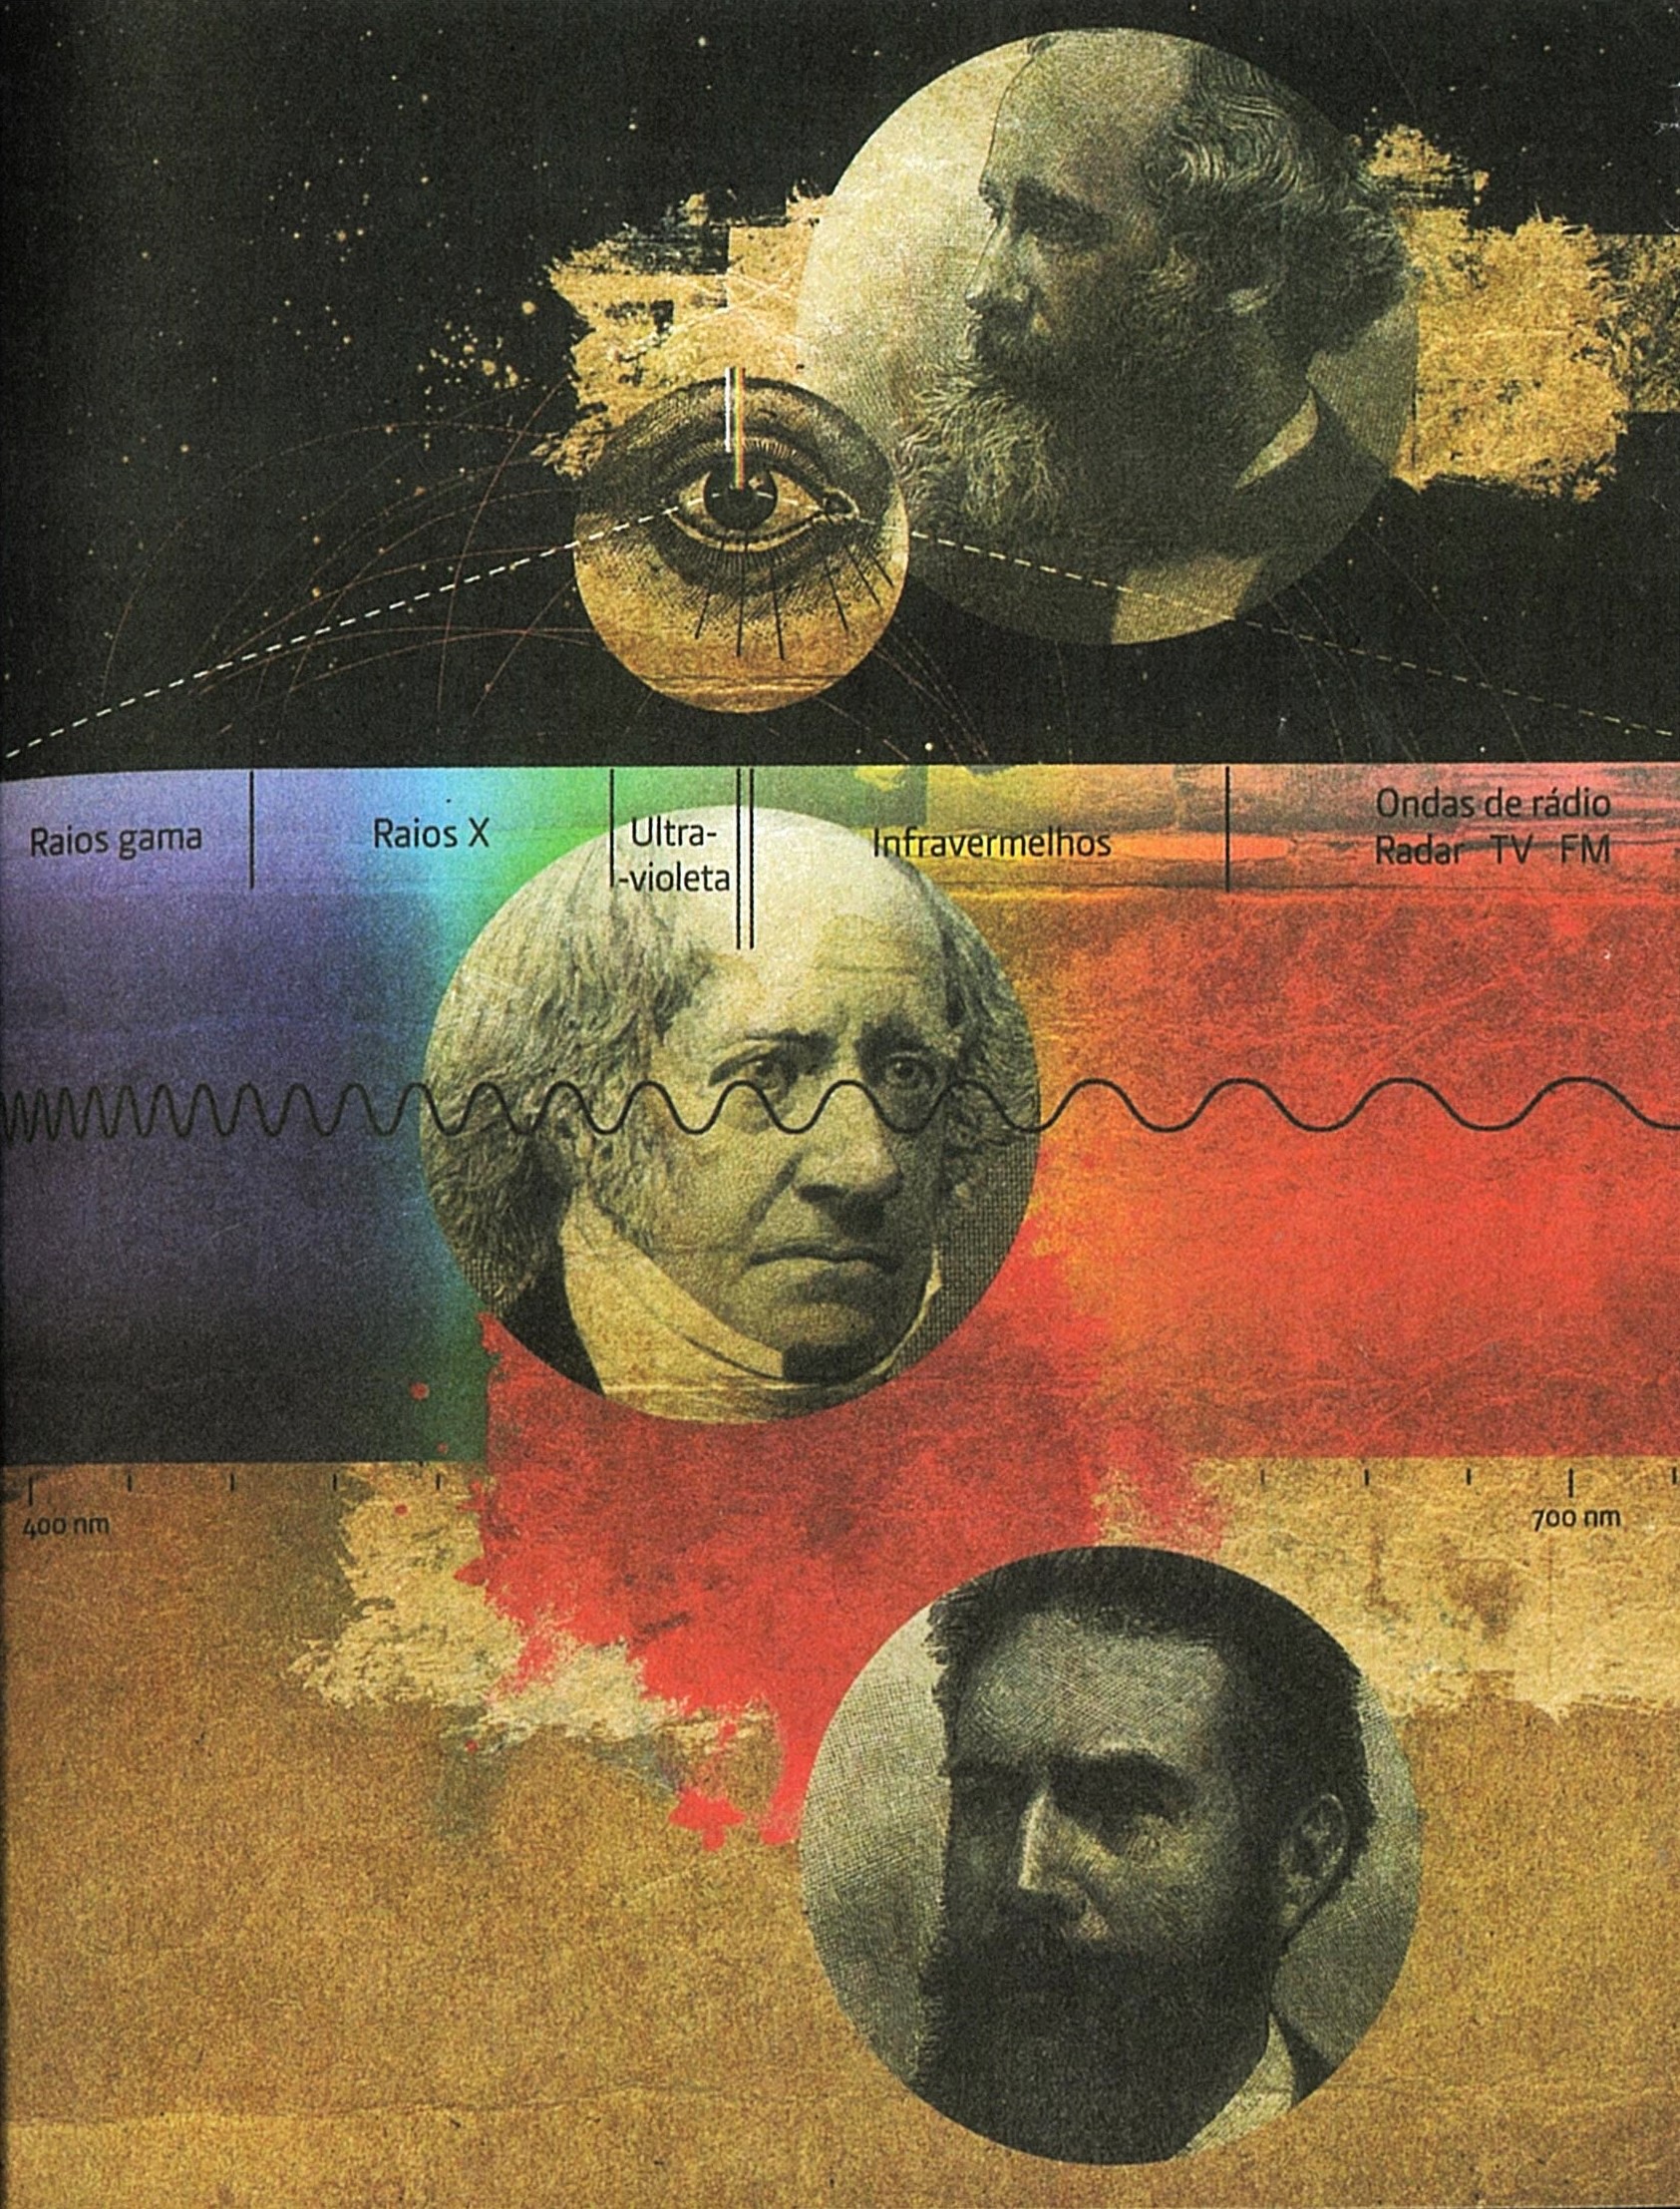 Raios gama
Raios X
Ultra-
-violeta
Infravermelhos
Ondas de rádio
Radar TV FM
400 nm
700 nm